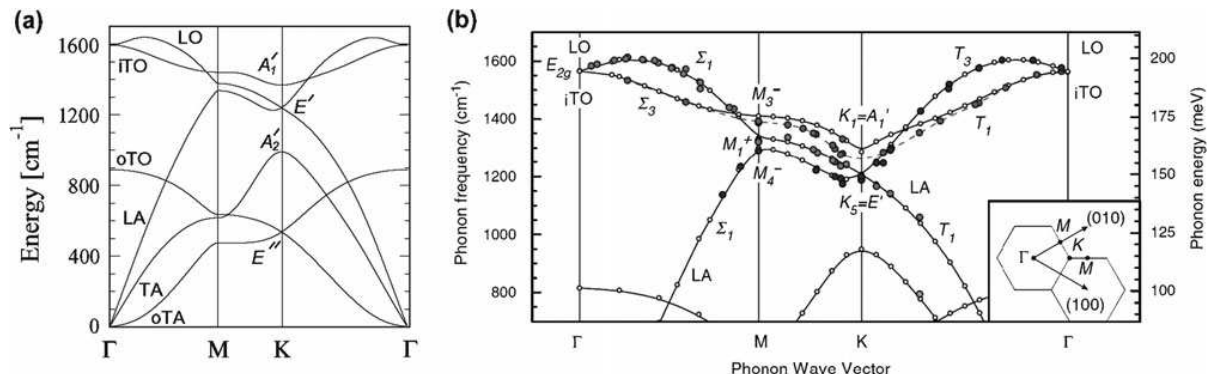 (a)
1600
1200
800
400
0
Energy [cm⁻¹]
LO
iTO
A₁′
E′
A₂′
oTO
LA
E″
TA
oTA
Γ
M
K
Γ
(b)
1600
1400
1200
1000
800
Phonon frequency (cm⁻¹)
LO
E₂g
iTO
Σ₁
Σ₃
M₃⁻
M₁⁺
M₄⁻
Σ₁
LA
K₁=A₁′
K₅=E′
T₃
T₁
LA
T₁
LO
iTO
200
175
150
125
100
Phonon energy (meV)
M
(010)
Γ
K
M
(100)
Γ
M
K
Γ
Phonon Wave Vector